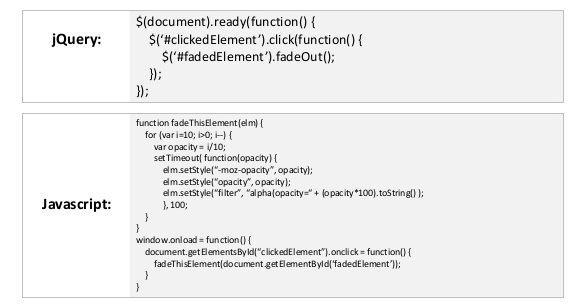 jQuery:
$(document).ready(function() {
$(‘#clickedElement’).click(function() {
$(‘#fadedElement’).fadeOut();
});
});
Javascript:
function fadeThisElement(elm) {
for (var i=10; i>0; i--) {
var opacity = i/10;
setTimeout( function(opacity) {
elm.setStyle(“-moz-opacity”, opacity);
elm.setStyle(“opacity”, opacity);
elm.setStyle(“filter”, “alpha(opacity=” + (opacity*100).toString() );
}, 100;
}
}
window.onload = function() {
document.getElementsById(“clickedElement”).onclick = function() {
fadeThisElement(document.getElementById(‘fadedElement’));
}
}